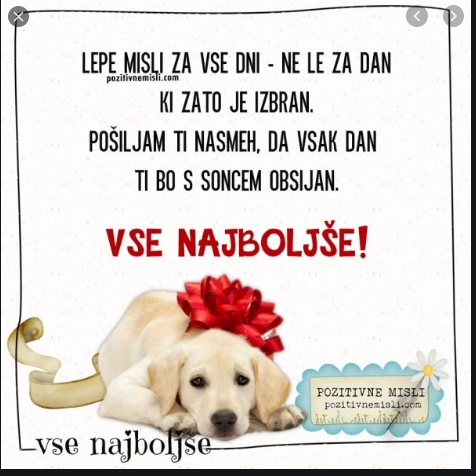 LEPE MISLI ZA VSE DNI - NE LE ZA DAN
pozitivnemisli.com
KI ZATO JE IZBRAN.
POŠILJAM TI NASMEH, DA VSAK DAN
TI BO S SONCEM OBSIJAN.
VSE NAJBOLJŠE!
POZITIVNE MISLI
pozitivnemisli.com
vse najboljse